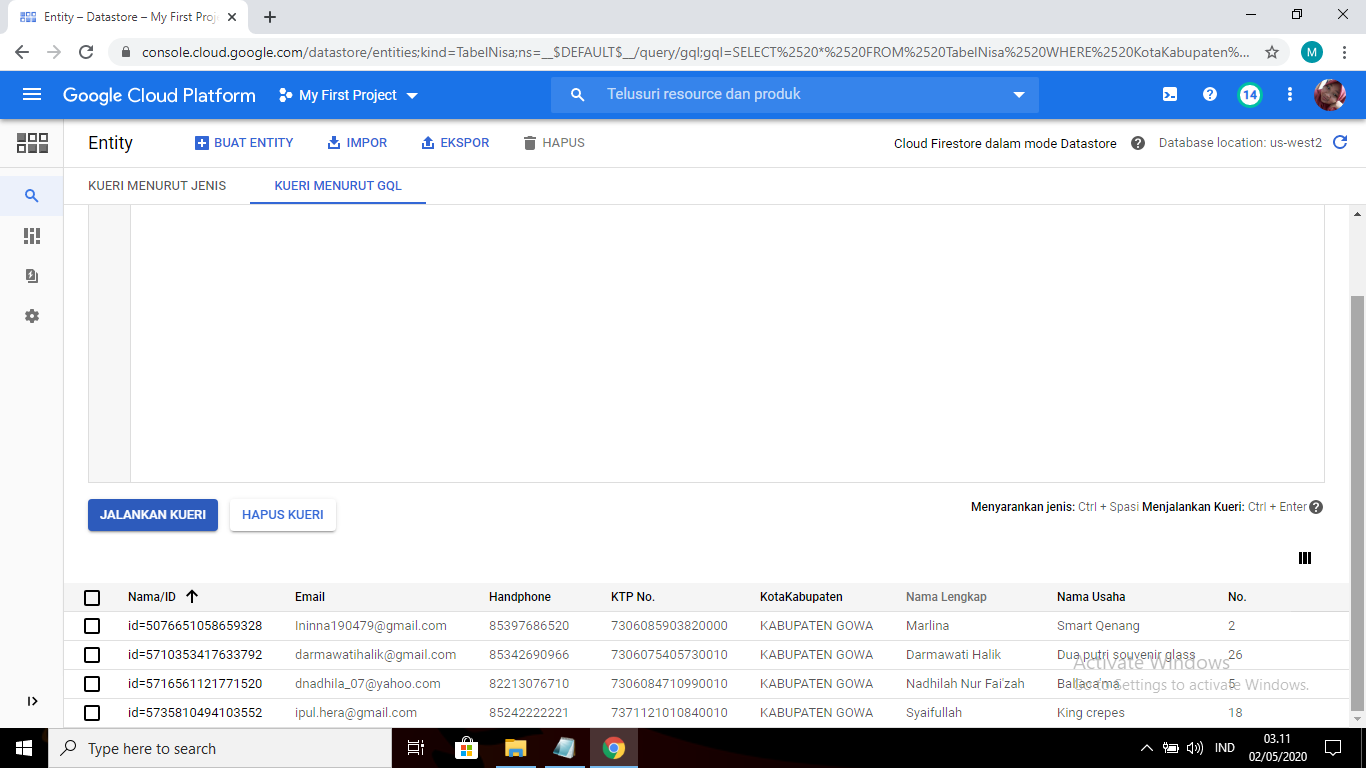 Entity – Datastore – My First Proj
console.cloud.google.com/datastore/entities;kind=TabelNisa;ns=__$DEFAULT$__/query/gql;gql=SELECT%2520*%2520FROM%2520TabelNisa%2520WHERE%2520KotaKabupaten%...
M
Google Cloud Platform My First Project Telusuri resource dan produk 14
Entity BUAT ENTITY IMPOR EKSPOR HAPUS Cloud Firestore dalam mode Datastore Database location: us-west2
KUERI MENURUT JENIS KUERI MENURUT GQL
JALANKAN KUERI HAPUS KUERI Menyarankan jenis: Ctrl + Spasi Menjalankan Kueri: Ctrl + Enter
Nama/ID Email Handphone KTP No. KotaKabupaten Nama Lengkap Nama Usaha No.
id=5076651058659328 Ininna190479@gmail.com 85397686520 7306085903820000 KABUPATEN GOWA Marlina Smart Qenang 2
id=5710353417633792 darmawatihalik@gmail.com 85342690966 7306075405730010 KABUPATEN GOWA Darmawati Halik Dua putri souvenir glass 26
Activate Windows
id=5716561121771520 dnadhila_07@yahoo.com 82213076710 7306084710990010 KABUPATEN GOWA Nadhilah Nur Fai'zah Ballaca'ma 5
Go to Settings to activate Windows.
id=5735810494103552 ipul.hera@gmail.com 85242222221 7371121010840010 KABUPATEN GOWA Syaifullah King crepes 18
Type here to search IND 03.11
02/05/2020